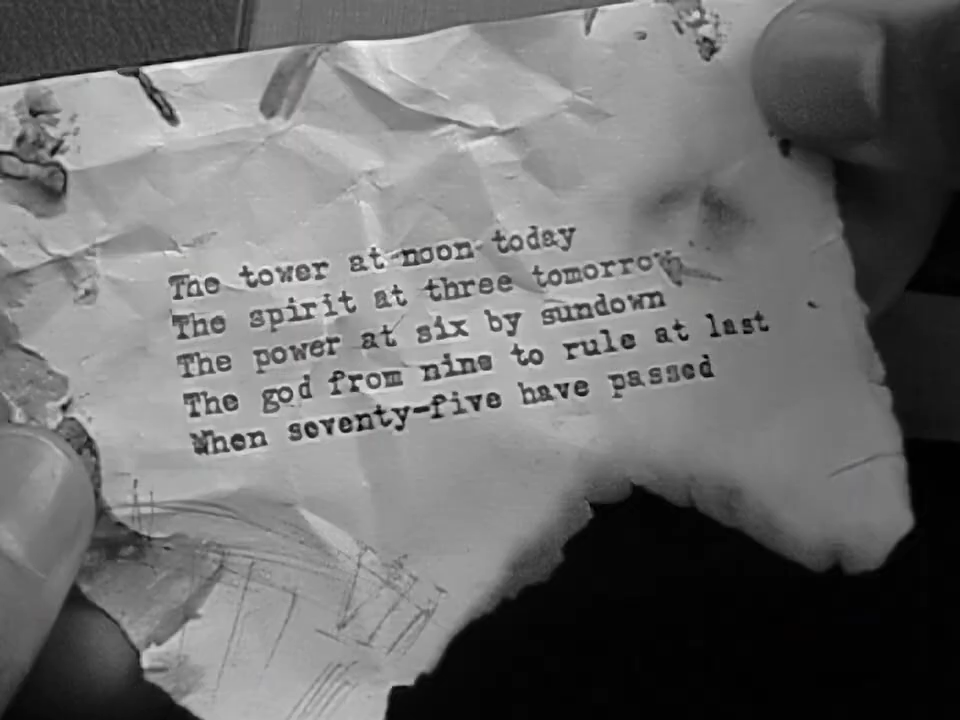 The tower at noon today
The spirit at three tomorrow
The power at six by sundown
The god from nine to rule at last
When seventy-five have passed